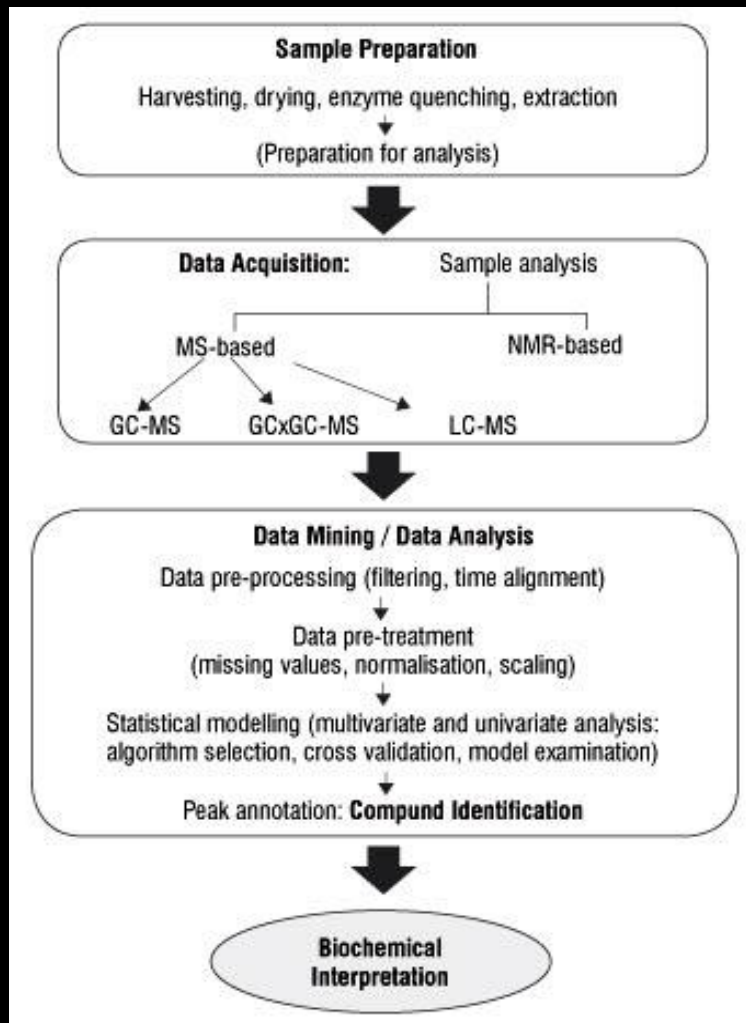 Sample Preparation
Harvesting, drying, enzyme quenching, extraction
(Preparation for analysis)
Data Acquisition: Sample analysis
MS-based NMR-based
GC-MS GCxGC-MS LC-MS
Data Mining / Data Analysis
Data pre-processing (filtering, time alignment)
Data pre-treatment
(missing values, normalisation, scaling)
Statistical modelling (multivariate and univariate analysis:
algorithm selection, cross validation, model examination)
Peak annotation: Compund Identification
Biochemical
Interpretation